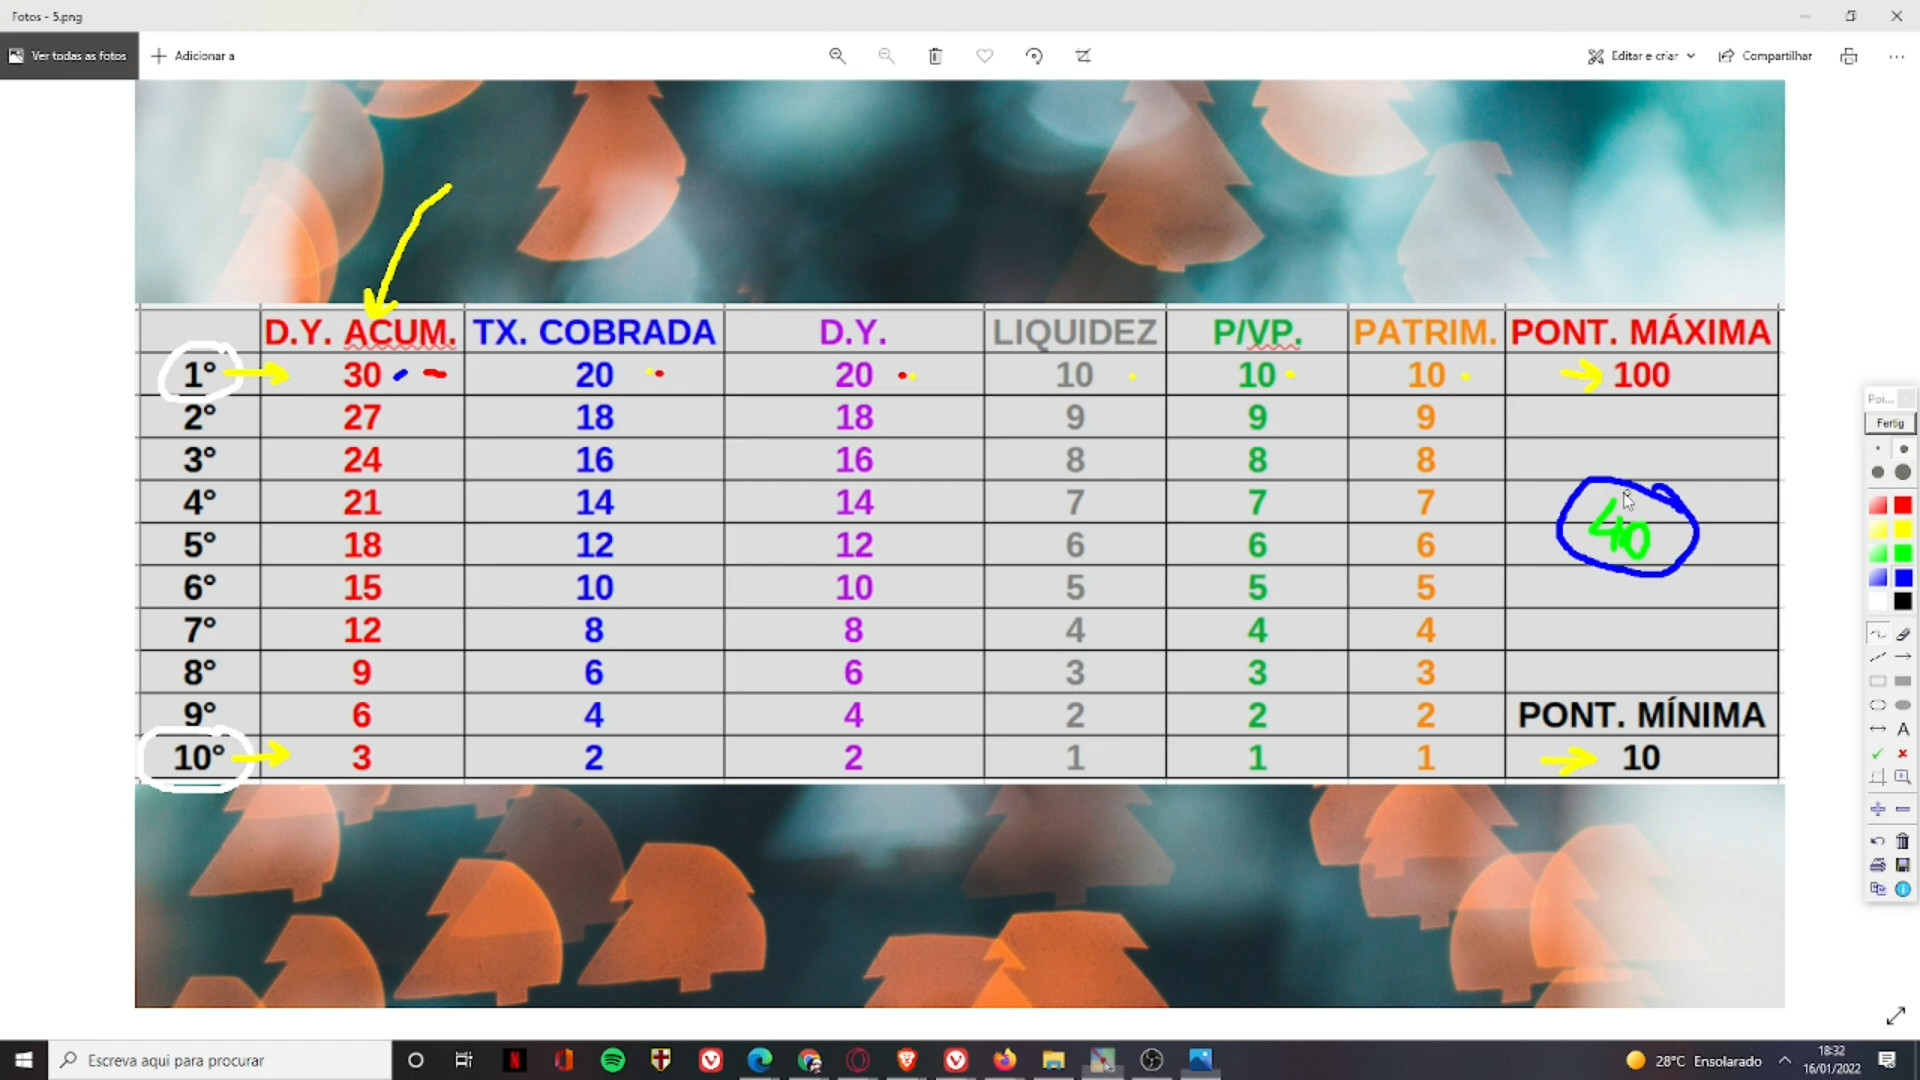 Fotos - 5.png
Ver todas as fotos
Adicionar a
Editar e criar
Compartilhar
D.Y. ACUM. TX. COBRADA D.Y. LIQUIDEZ P/VP. PATRIM. PONT. MÁXIMA
1° 30 20 20 10 10 10 100
2° 27 18 18 9 9 9
3° 24 16 16 8 8 8
4° 21 14 14 7 7 7
40
5° 18 12 12 6 6 6
6° 15 10 10 5 5 5
7° 12 8 8 4 4 4
8° 9 6 6 3 3 3
9° 6 4 4 2 2 2 PONT. MÍNIMA
10° 3 2 2 1 1 1 10
Poi...
Fertig
A
Escreva aqui para procurar
28°C Ensolarado
18:32
16/01/2022